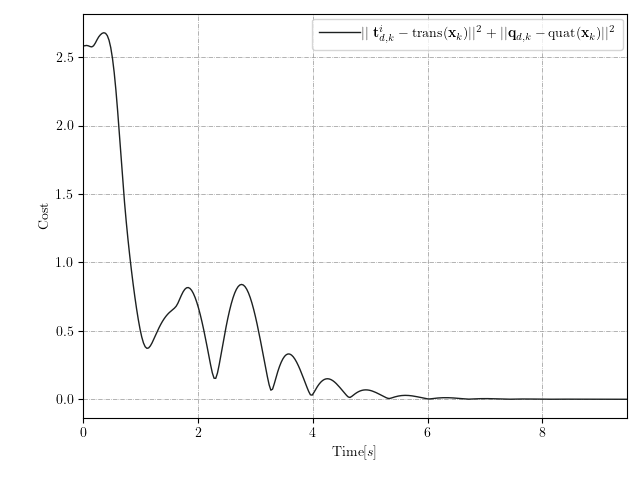 || t^i_{d,k} − trans(x_k)||^2 + ||q_{d,k} − quat(x_k)||^2
2.5
2.0
1.5
1.0
0.5
0.0
Cost
0 2 4 6 8
Time[s]